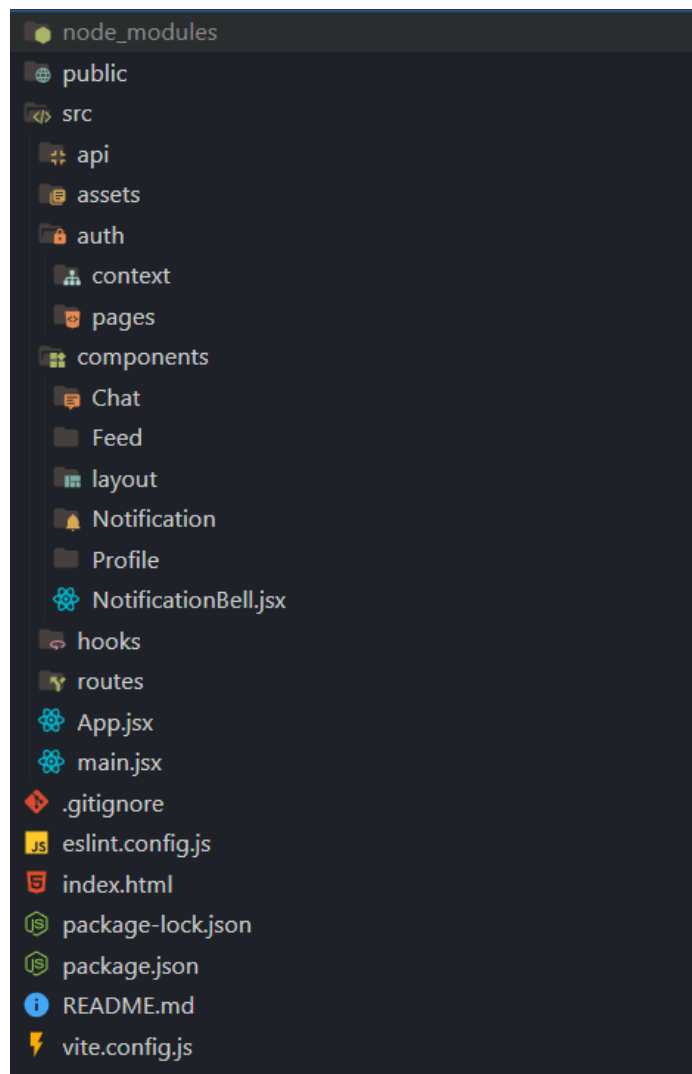 node_modules
public
src
api
assets
auth
context
pages
components
Chat
Feed
layout
Notification
Profile
NotificationBell.jsx
hooks
routes
App.jsx
main.jsx
.gitignore
eslint.config.js
index.html
package-lock.json
package.json
README.md
vite.config.js